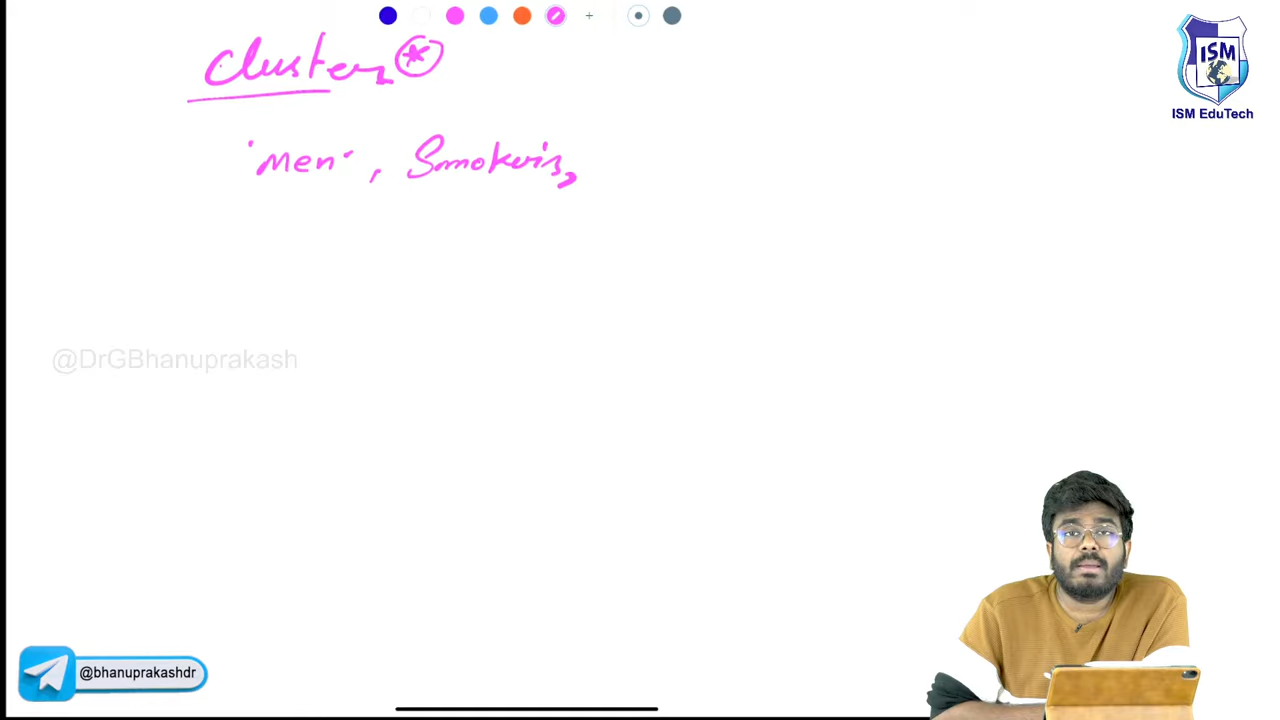 Cluster *
ISM
ISM EduTech
"Men", Smokers,
@DrGBhanuprakash
@bhanuprakashdr